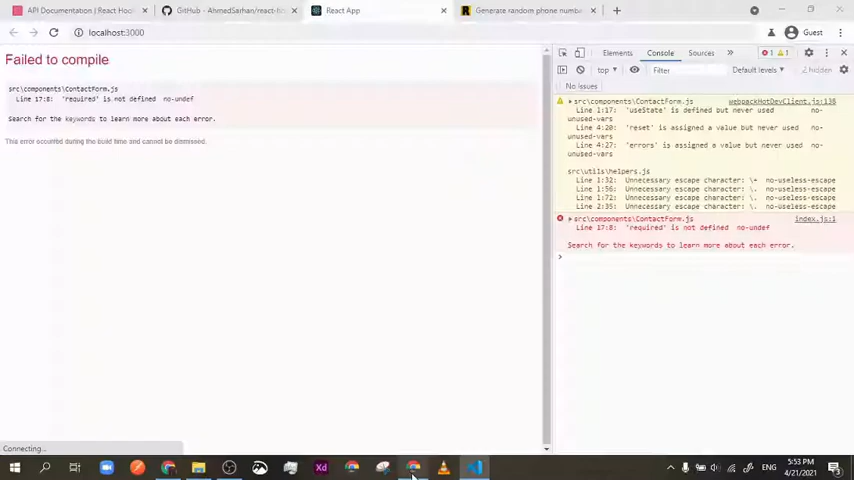 API Documentation | React Hook
GitHub - AhmedSarhan/react-hb
React App
Generate random phone numb
localhost:3000
Guest
Failed to compile
src\components\ContactForm.js
Line 17:8: 'required' is not defined no-undef
Search for the keywords to learn more about each error.
This error occurred during the build time and cannot be dismissed.
Connecting...
Elements Console Sources
1 1
top Filter Default levels 2 hidden
No issues
src\components\ContactForm.js webpackHotDevClient.js:138
Line 1:17: 'useState' is defined but never used no-
unused-vars
Line 4:20: 'reset' is assigned a value but never used no-
unused-vars
Line 4:27: 'errors' is assigned a value but never used no-
unused-vars
src\utils\helpers.js
Line 1:32: Unnecessary escape character: \+ no-useless-escape
Line 1:56: Unnecessary escape character: \. no-useless-escape
Line 1:72: Unnecessary escape character: \. no-useless-escape
Line 2:35: Unnecessary escape character: \. no-useless-escape
src\components\ContactForm.js index.js:1
Line 17:8: 'required' is not defined no-undef
Search for the keywords to learn more about each error.
Xd
ENG
5:53 PM
4/21/2021
3